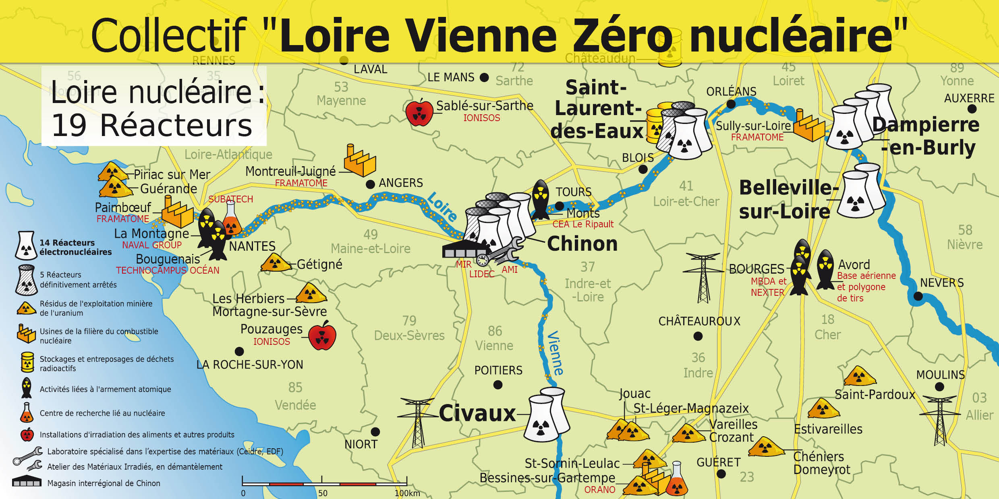 Collectif "Loire Vienne Zéro nucléaire"
Loire nucléaire :
19 Réacteurs
RENNES
56
Morbihan
35
Ille-et-Vilaine
LAVAL
53
Mayenne
LE MANS
72
Sarthe
Châteaudun
45
Loiret
89
Yonne
AUXERRE
Sablé-sur-Sarthe
IONISOS
Saint-
Laurent-
des-Eaux
ORLÉANS
Sully-sur-Loire
FRAMATOME
Dampierre
-en-Burly
Loire-Atlantique
Piriac sur Mer
Guérande
Montreuil-Juigné
FRAMATOME
ANGERS
BLOIS
TOURS
41
Loir-et-Cher
Belleville-
sur-Loire
Paimbœuf
FRAMATOME
SUBATECH
Loire
Monts
CEA Le Ripault
La Montagne
NAVAL GROUP
NANTES
Bouguenais
TECHNOCAMPUS OCÉAN
49
Maine-et-Loire
Chinon
MIR
LIDEC
AMI
37
Indre-et
-Loire
58
Nièvre
Gétigné
BOURGES
MBDA et
NEXTER
Avord
Base aérienne
et polygone
de tirs
NEVERS
Les Herbiers
Mortagne-sur-Sèvre
Pouzauges
IONISOS
79
Deux-Sèvres
86
Vienne
Vienne
CHÂTEAUROUX
18
Cher
LA ROCHE-SUR-YON
85
Vendée
POITIERS
36
Indre
MOULINS
03
Allier
Saint-Pardoux
Civaux
Jouac
St-Léger-Magnazeix
Vareilles
Crozant
Estivareilles
NIORT
St-Sornin-Leulac
Bessines-sur-Gartempe
ORANO
GUÉRET
23
Chéniers
Domeyrot
14 Réacteurs
électronucléaires
5 Réacteurs
définitivement arrêtés
Résidus de l'exploitation minière
de l'uranium
Usines de la filière du combustible
nucléaire
Stockages et entreposages de déchets
radioactifs
Activités liées à l'armement atomique
Centre de recherche lié au nucléaire
Installations d'irradiation des aliments et autres produits
Laboratoire spécialisé dans l’expertise des matériaux (Ceidre, EDF)
Atelier des Matériaux Irradiés, en démantèlement
Magasin interrégional de Chinon
0 50 100km